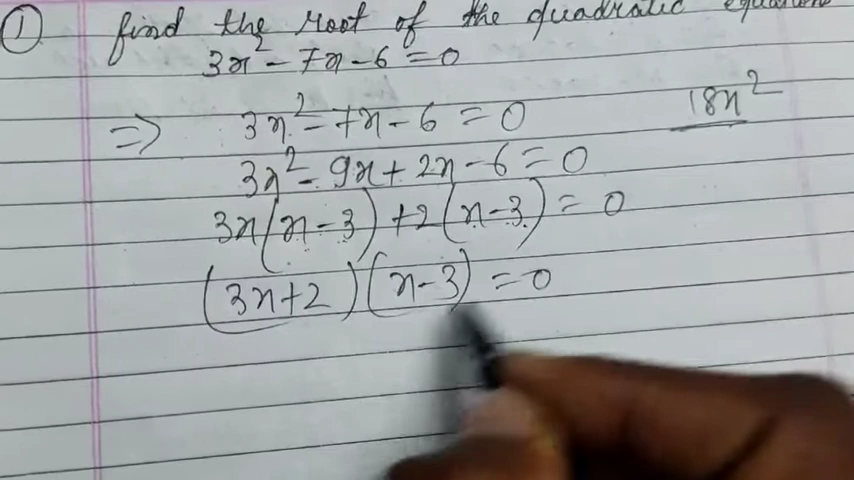 ① find the root of the quadratic equations
3x² - 7x - 6 = 0
⇒ 3x² - 7x - 6 = 0
18x²
3x² - 9x + 2x - 6 = 0
3x(x - 3) + 2(x - 3) = 0
(3x + 2)(x - 3) = 0